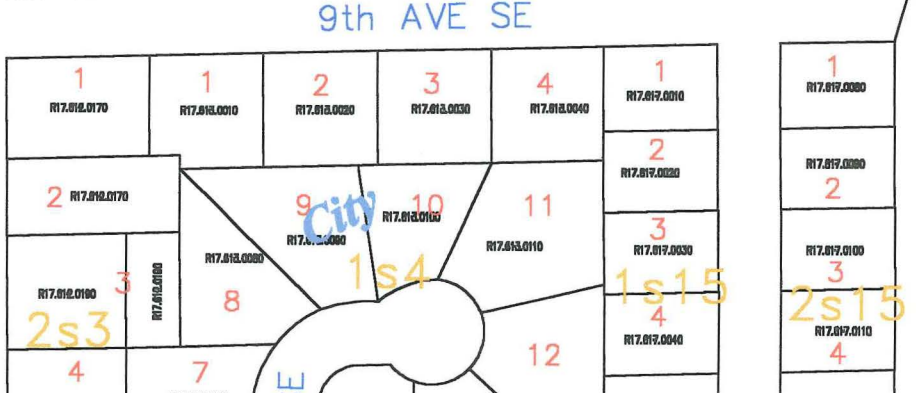 9th AVE SE
1
R17.612.0170
1
R17.613.0010
2
R17.613.0020
3
R17.613.0030
4
R17.613.0040
1
R17.617.0010
1
R17.617.0080
2 R17.612.0170
9
City
10
R17.613.0100
11
R17.613.0110
2
R17.617.0020
R17.617.0090
2
R17.613.0080
8
1s4
3
R17.617.0030
1s15
R17.617.0100
3
2s15
R17.612.0190
3
2s3
4
R17.617.0040
R17.617.0110
4
4
7
12
E